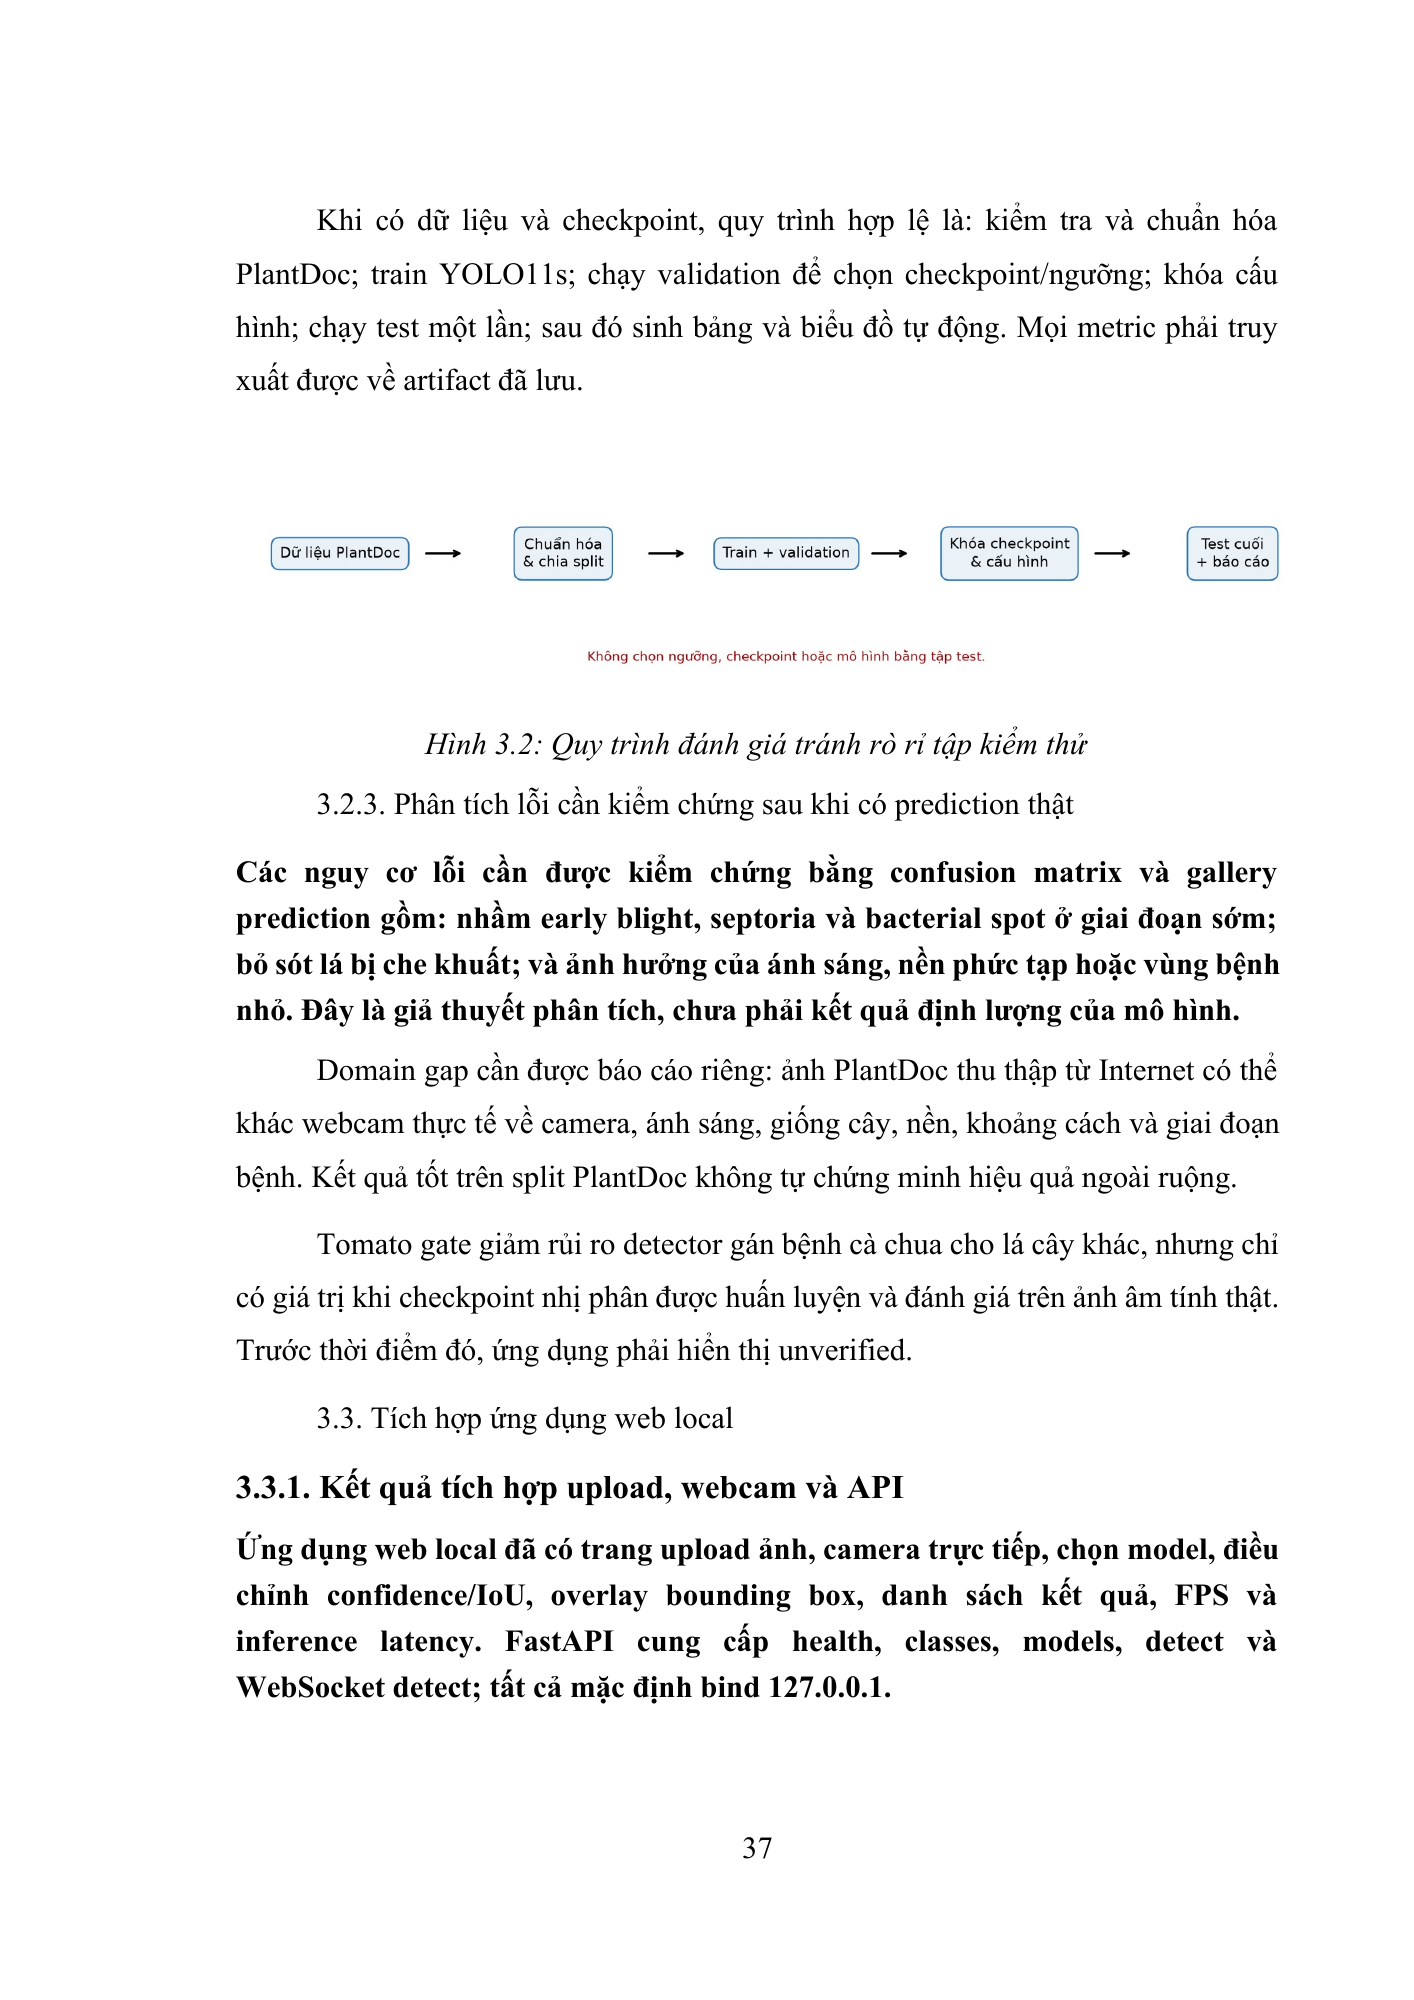 Khi có dữ liệu và checkpoint, quy trình hợp lệ là: kiểm tra và chuẩn hóa
PlantDoc; train YOLO11s; chạy validation để chọn checkpoint/ngưỡng; khóa cấu
hình; chạy test một lần; sau đó sinh bảng và biểu đồ tự động. Mọi metric phải truy
xuất được về artifact đã lưu.
Dữ liệu PlantDoc
Chuẩn hóa
& chia split
Train + validation
Khóa checkpoint
& cấu hình
Test cuối
+ báo cáo
Không chọn ngưỡng, checkpoint hoặc mô hình bằng tập test.
Hình 3.2: Quy trình đánh giá tránh rò rỉ tập kiểm thử
3.2.3. Phân tích lỗi cần kiểm chứng sau khi có prediction thật
Các nguy cơ lỗi cần được kiểm chứng bằng confusion matrix và gallery
prediction gồm: nhầm early blight, septoria và bacterial spot ở giai đoạn sớm;
bỏ sót lá bị che khuất; và ảnh hưởng của ánh sáng, nền phức tạp hoặc vùng bệnh
nhỏ. Đây là giả thuyết phân tích, chưa phải kết quả định lượng của mô hình.
Domain gap cần được báo cáo riêng: ảnh PlantDoc thu thập từ Internet có thể
khác webcam thực tế về camera, ánh sáng, giống cây, nền, khoảng cách và giai đoạn
bệnh. Kết quả tốt trên split PlantDoc không tự chứng minh hiệu quả ngoài ruộng.
Tomato gate giảm rủi ro detector gán bệnh cà chua cho lá cây khác, nhưng chỉ
có giá trị khi checkpoint nhị phân được huấn luyện và đánh giá trên ảnh âm tính thật.
Trước thời điểm đó, ứng dụng phải hiển thị unverified.
3.3. Tích hợp ứng dụng web local
3.3.1. Kết quả tích hợp upload, webcam và API
Ứng dụng web local đã có trang upload ảnh, camera trực tiếp, chọn model, điều
chỉnh confidence/IoU, overlay bounding box, danh sách kết quả, FPS và
inference latency. FastAPI cung cấp health, classes, models, detect và
WebSocket detect; tất cả mặc định bind 127.0.0.1.
37